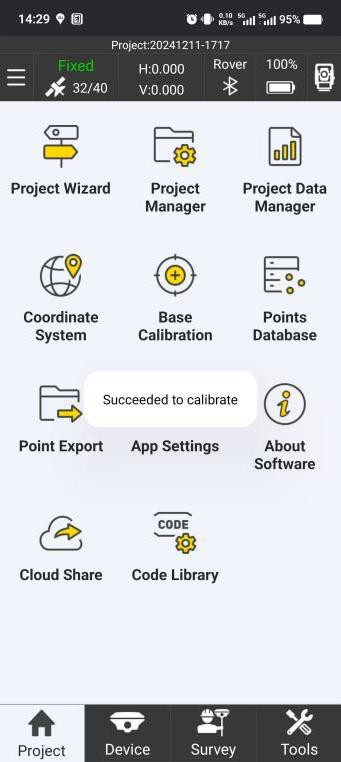 14:29 0.10 KB/s 5G 5G 95%
Project:20241211-1717
Fixed
32/40
H:0.000
V:0.000
Rover
100%
Project Wizard
Project Manager
Project Data Manager
Coordinate System
Base Calibration
Points Database
Succeeded to calibrate
Point Export
App Settings
About Software
CODE
Cloud Share
Code Library
Project
Device
Survey
Tools